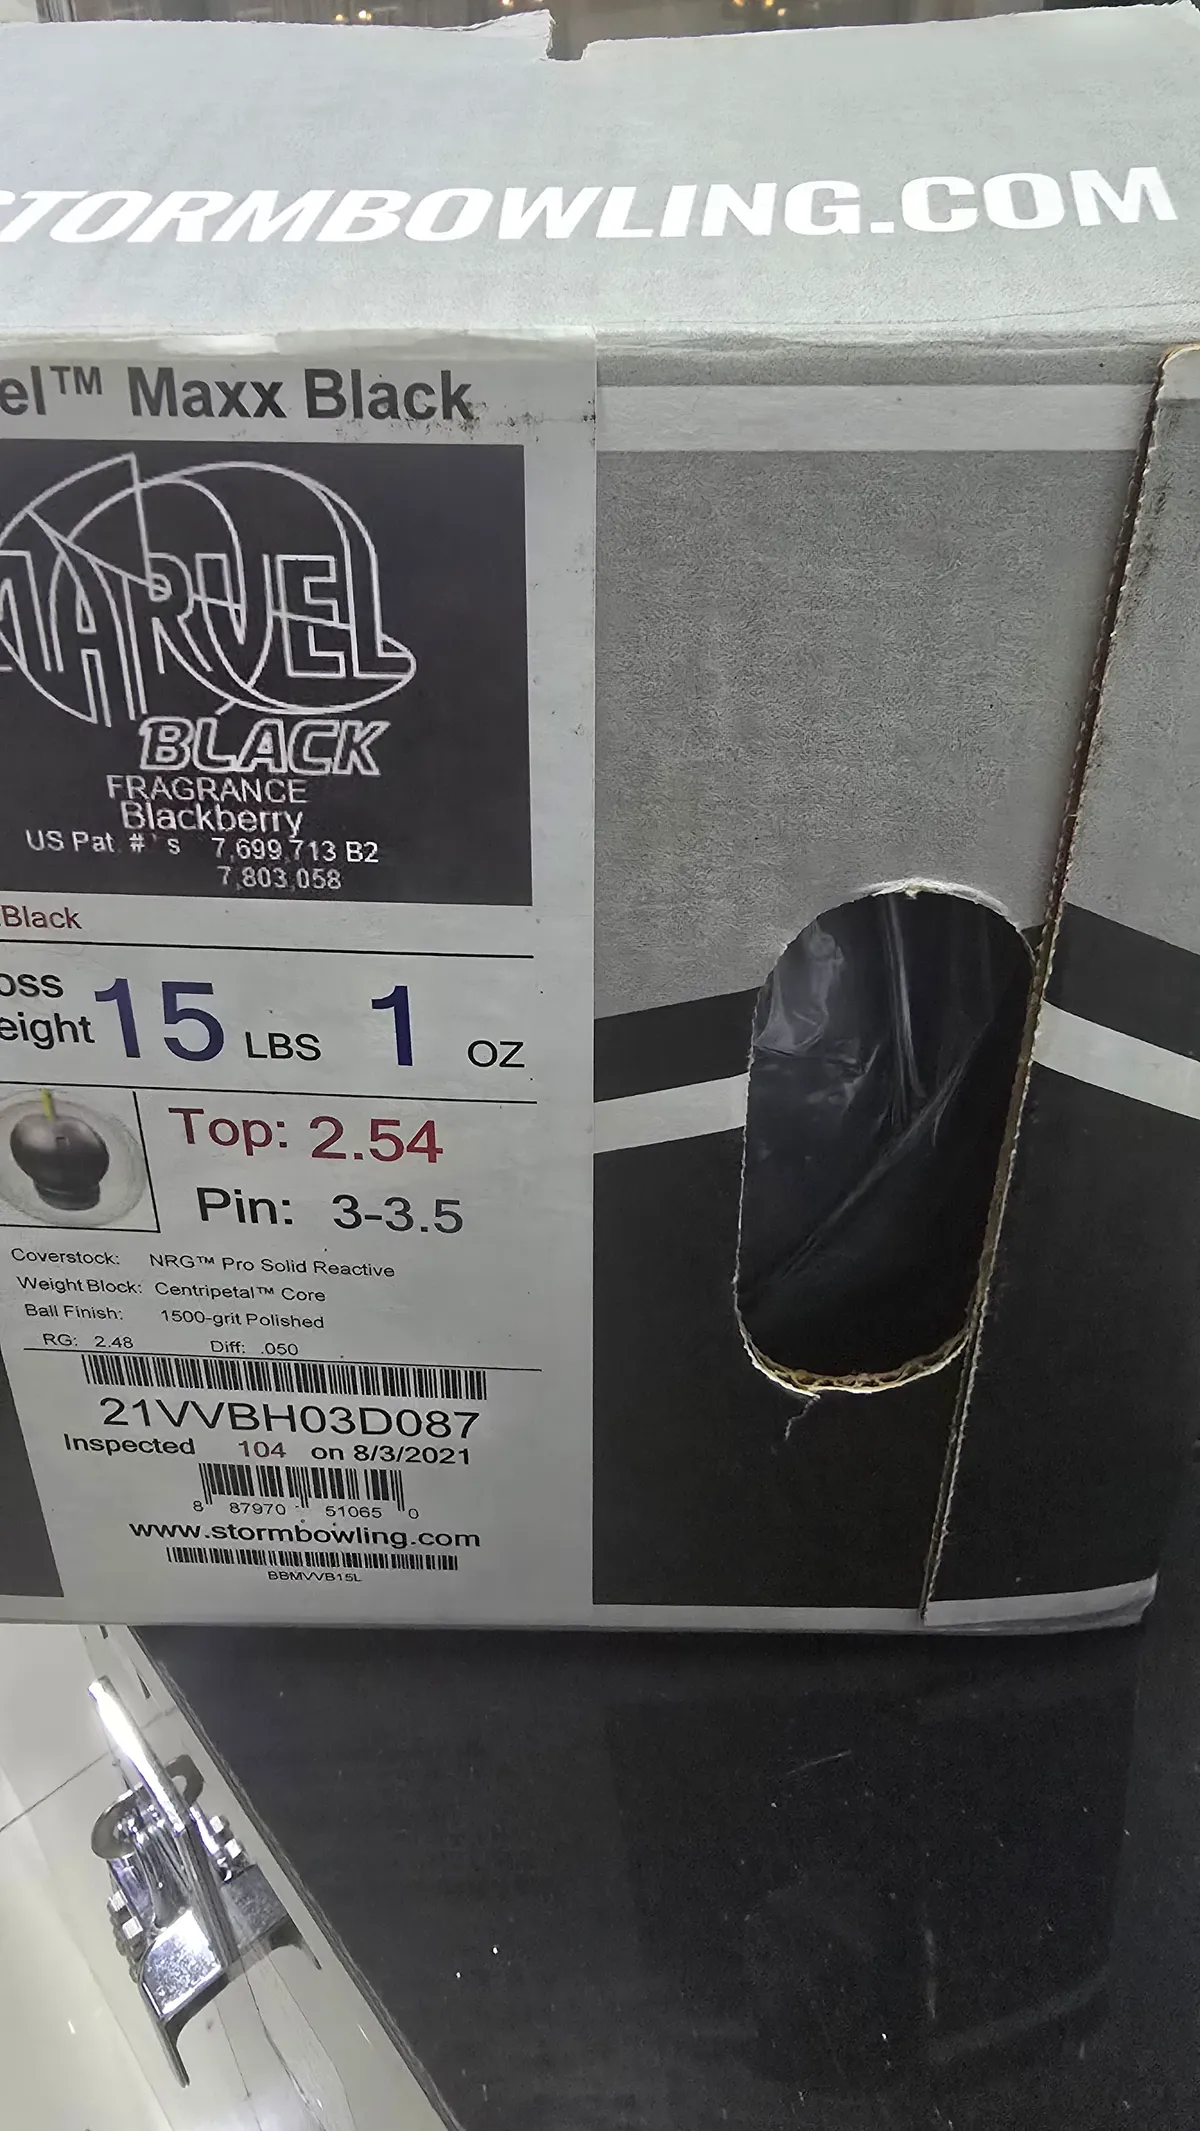 STORMBOWLING.COM
el™ Maxx Black
MARVEL
BLACK
FRAGRANCE
Blackberry
US Pat #'s 7,699,713 B2
7,803,058
Black
oss
eight 15 LBS 1 OZ
Top: 2.54
Pin: 3-3.5
Coverstock: NRG™ Pro Solid Reactive
Weight Block: Centripetal™ Core
Ball Finish: 1500-grit Polished
RG: 2.48 Diff: .050
21VVBH03D087
Inspected 104 on 8/3/2021
8 87970 51065 0
www.stormbowling.com
BBMVVB15L